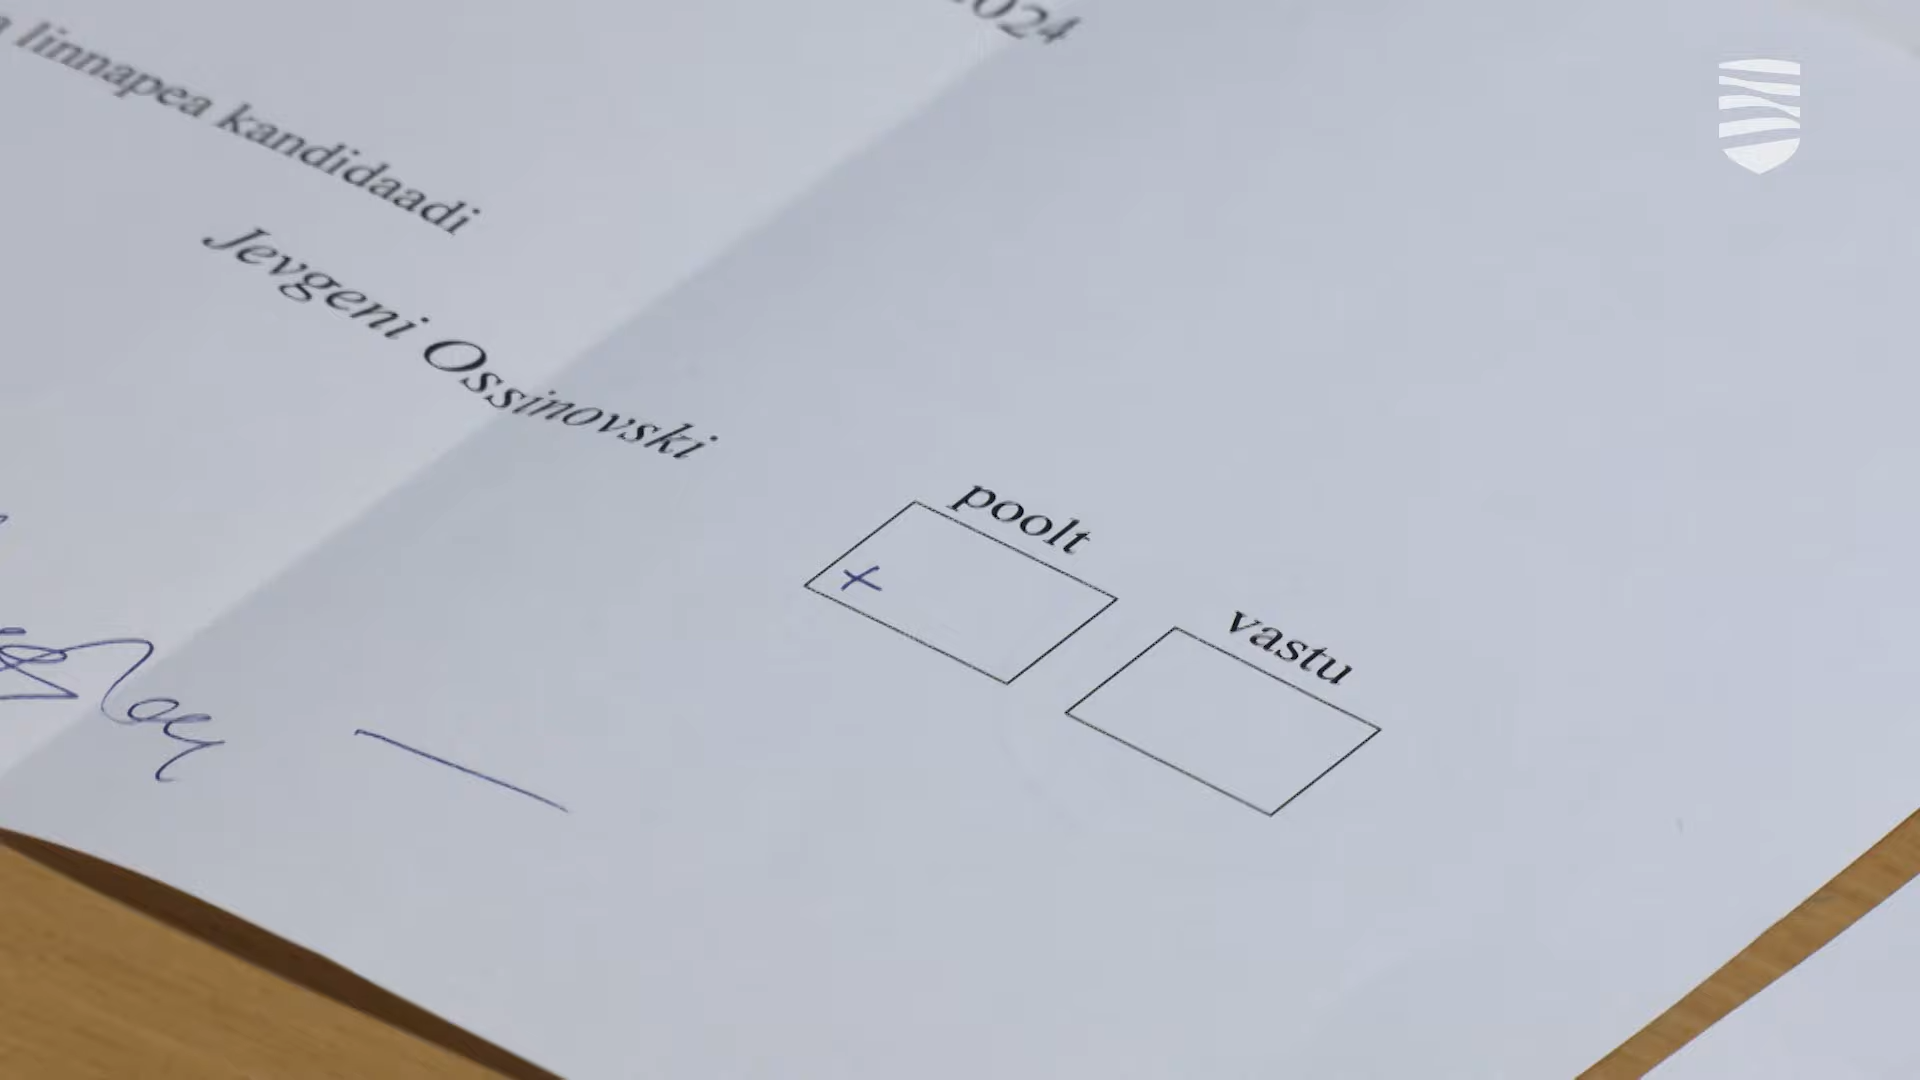 linnapea kandidaadi
Jevgeni Ossinovski
poolt
vastu
+